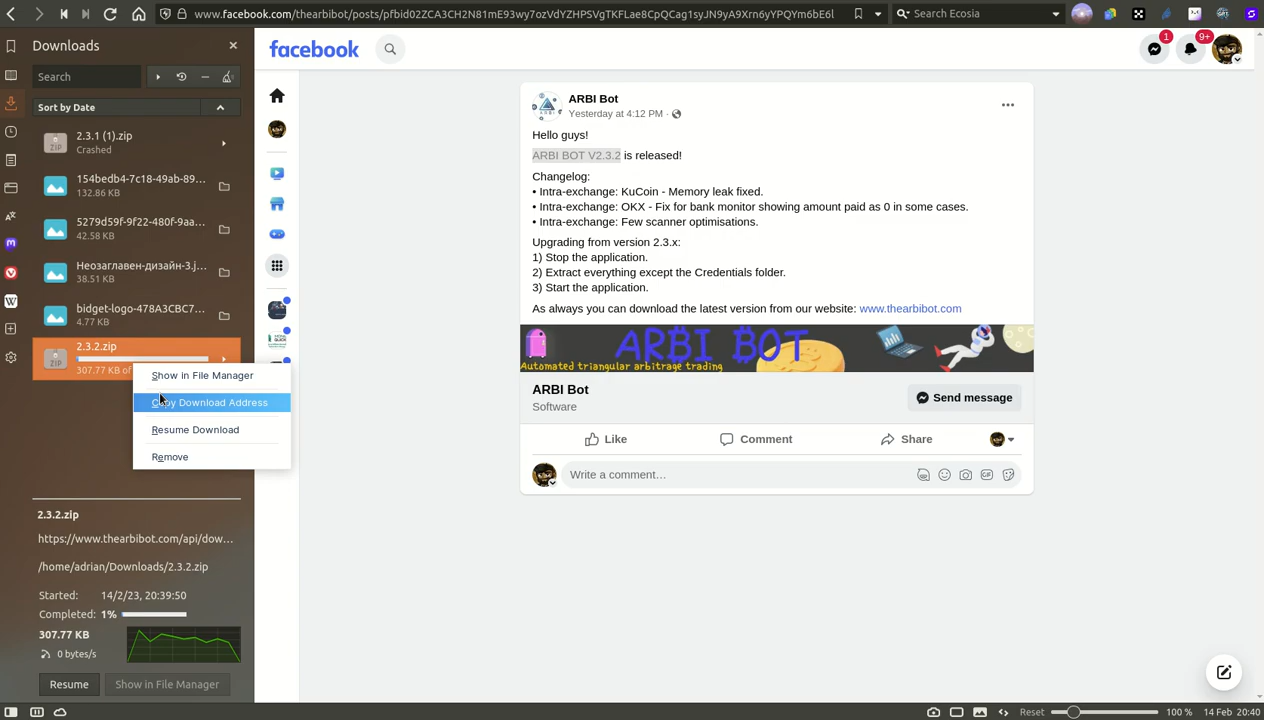 www.facebook.com/thearbibot/posts/pfbid02ZCA3CH2N81mE93wy7ozVdYZHPSVgTKFLae8CpQCag1syJN9yA9Xrn6yYPQYm6bE6l
Search Ecosia
Downloads
Search
Sort by Date
2.3.1 (1).zip
Crashed
154bedb4-7c18-49ab-89...
132.86 KB
5279d59f-9f22-480f-9aa...
42.58 KB
Неозаглавен-дизайн-3.j...
38.51 KB
bidget-logo-478A3CBC7...
4.77 KB
2.3.2.zip
307.77 KB of
Show in File Manager
Copy Download Address
Resume Download
Remove
2.3.2.zip
https://www.thearbibot.com/api/dow...
/home/adrian/Downloads/2.3.2.zip
Started: 14/2/23, 20:39:50
Completed: 1%
307.77 KB
0 bytes/s
Resume
Show in File Manager
facebook
1
9+
ARBI Bot
Yesterday at 4:12 PM ·
Hello guys!
ARBI BOT V2.3.2 is released!
Changelog:
• Intra-exchange: KuCoin - Memory leak fixed.
• Intra-exchange: OKX - Fix for bank monitor showing amount paid as 0 in some cases.
• Intra-exchange: Few scanner optimisations.
Upgrading from version 2.3.x:
1) Stop the application.
2) Extract everything except the Credentials folder.
3) Start the application.
As always you can download the latest version from our website: www.thearbibot.com
ARBI BOT
Automated triangular arbitrage trading
ARBI Bot
Software
Send message
Like
Comment
Share
Write a comment…
GIF
Reset
100 %
14 Feb 20:40